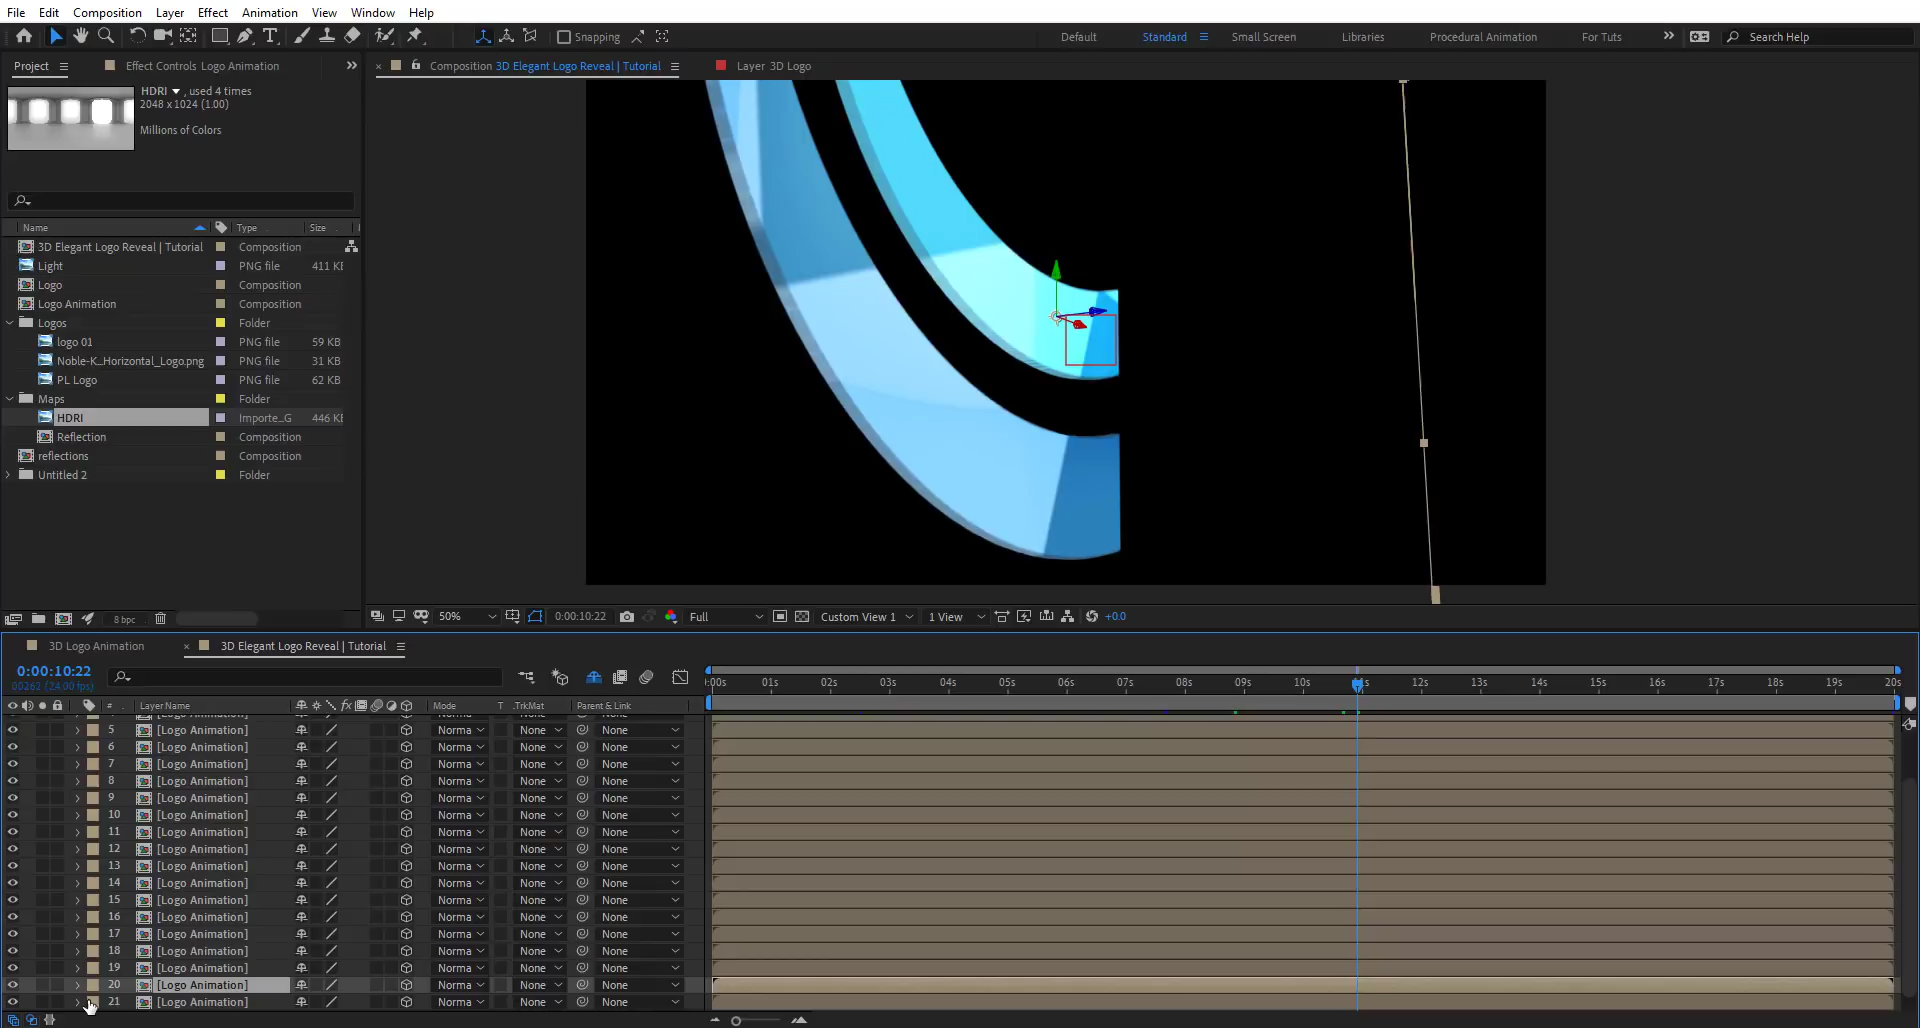 File Edit Composition Layer Effect Animation View Window Help
Snapping
Default Standard Small Screen Libraries Procedural Animation For Tuts Search Help
Project Effect Controls Logo Animation
Composition 3D Elegant Logo Reveal | Tutorial Layer 3D Logo
HDRI , used 4 times
2048 x 1024 (1.00)
Millions of Colors
Name Type Size
3D Elegant Logo Reveal | Tutorial Composition
Light PNG file 411 KE
Logo Composition
Logo Animation Composition
Logos Folder
logo 01 PNG file 59 KB
Noble-K_Horizontal_Logo.png PNG file 31 KB
PL Logo PNG file 62 KB
Maps Folder
HDRI Importe_G 446 KE
Reflection Composition
reflections Composition
Untitled 2 Folder
8 bpc
50% 0:00:10:22 Full Custom View 1 1 View +0.0
3D Logo Animation 3D Elegant Logo Reveal | Tutorial
0:00:10:22
00262 (24.00 fps)
:00s 01s 02s 03s 04s 05s 06s 07s 08s 09s 10s 12s 13s 14s 15s 16s 17s 18s 19s 20s
# Layer Name fx Mode T .TrkMat Parent & Link
5 [Logo Animation] Norma None None
6 [Logo Animation] Norma None None
7 [Logo Animation] Norma None None
8 [Logo Animation] Norma None None
9 [Logo Animation] Norma None None
10 [Logo Animation] Norma None None
11 [Logo Animation] Norma None None
12 [Logo Animation] Norma None None
13 [Logo Animation] Norma None None
14 [Logo Animation] Norma None None
15 [Logo Animation] Norma None None
16 [Logo Animation] Norma None None
17 [Logo Animation] Norma None None
18 [Logo Animation] Norma None None
19 [Logo Animation] Norma None None
20 [Logo Animation] Norma None None
21 [Logo Animation] Norma None None